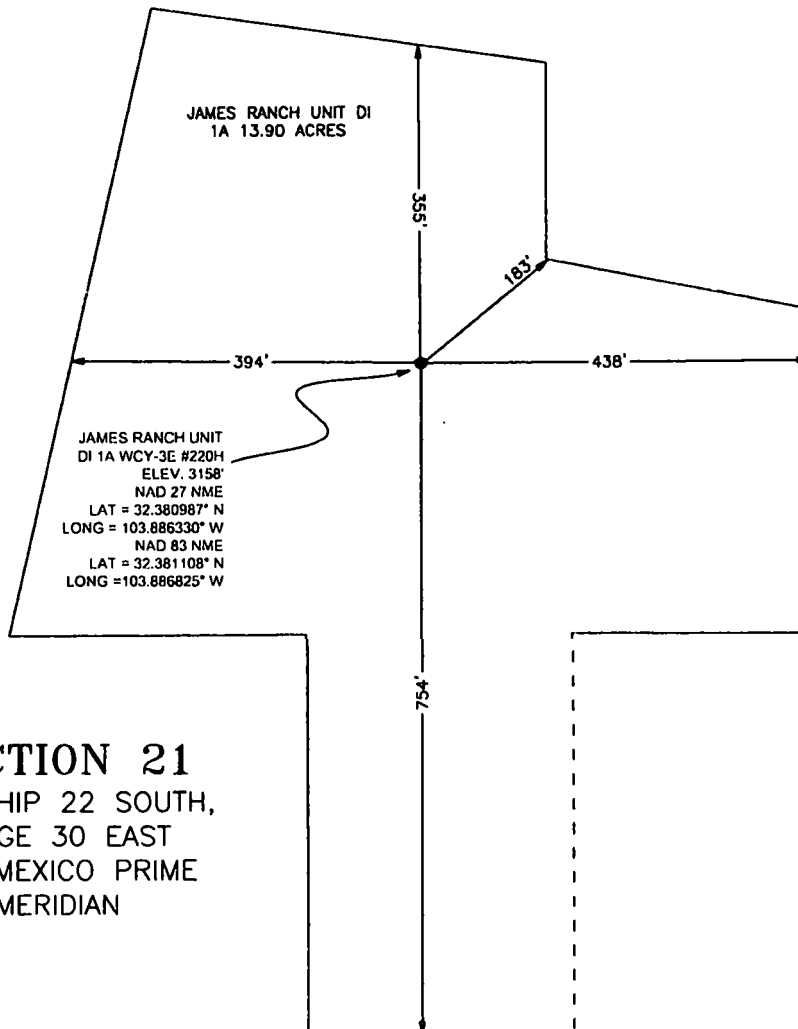 JAMES RANCH UNIT DI
1A 13.90 ACRES
355'
183'
394'
438'
JAMES RANCH UNIT
DI 1A WCY-3E #220H
ELEV. 3158'
NAD 27 NME
LAT = 32.380987° N
LONG = 103.886330° W
NAD 83 NME
LAT = 32.381108° N
LONG =103.886825° W
754'
CTION 21
HIP 22 SOUTH,
GE 30 EAST
MEXICO PRIME
MERIDIAN